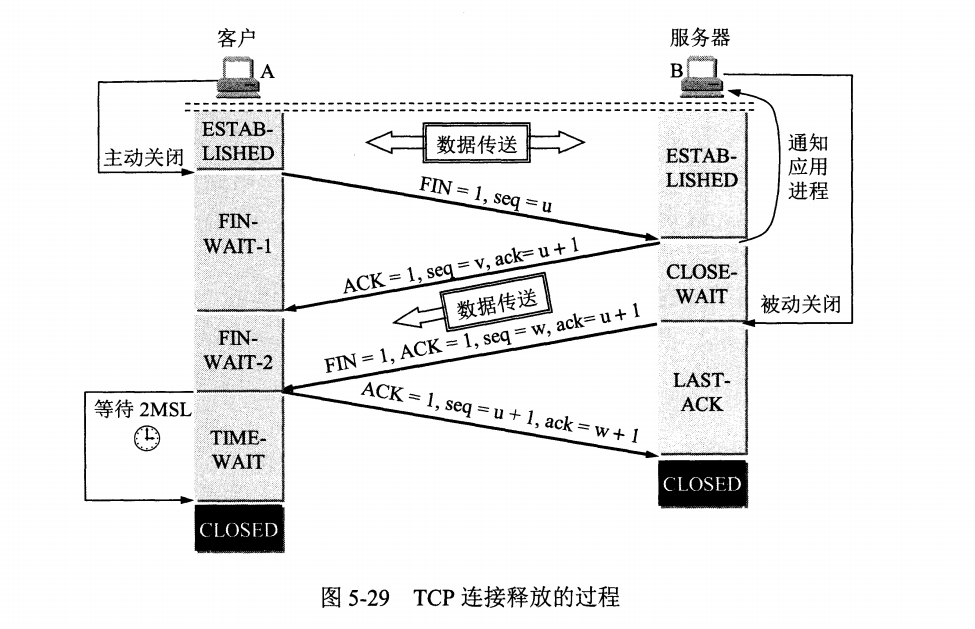 客户
服务器
A
B
ESTAB-
LISHED
数据传送
主动关闭
ESTAB-
LISHED
通知
应用
进程
FIN = 1, seq = u
FIN-
WAIT-1
ACK = 1, seq = v, ack= u + 1
CLOSE-
WAIT
数据传送
被动关闭
FIN-
WAIT-2
FIN = 1, ACK = 1, seq = w, ack= u + 1
LAST-
ACK
ACK = 1, seq = u + 1, ack = w + 1
等待 2MSL
TIME-
WAIT
CLOSED
CLOSED
图 5-29 TCP 连接释放的过程